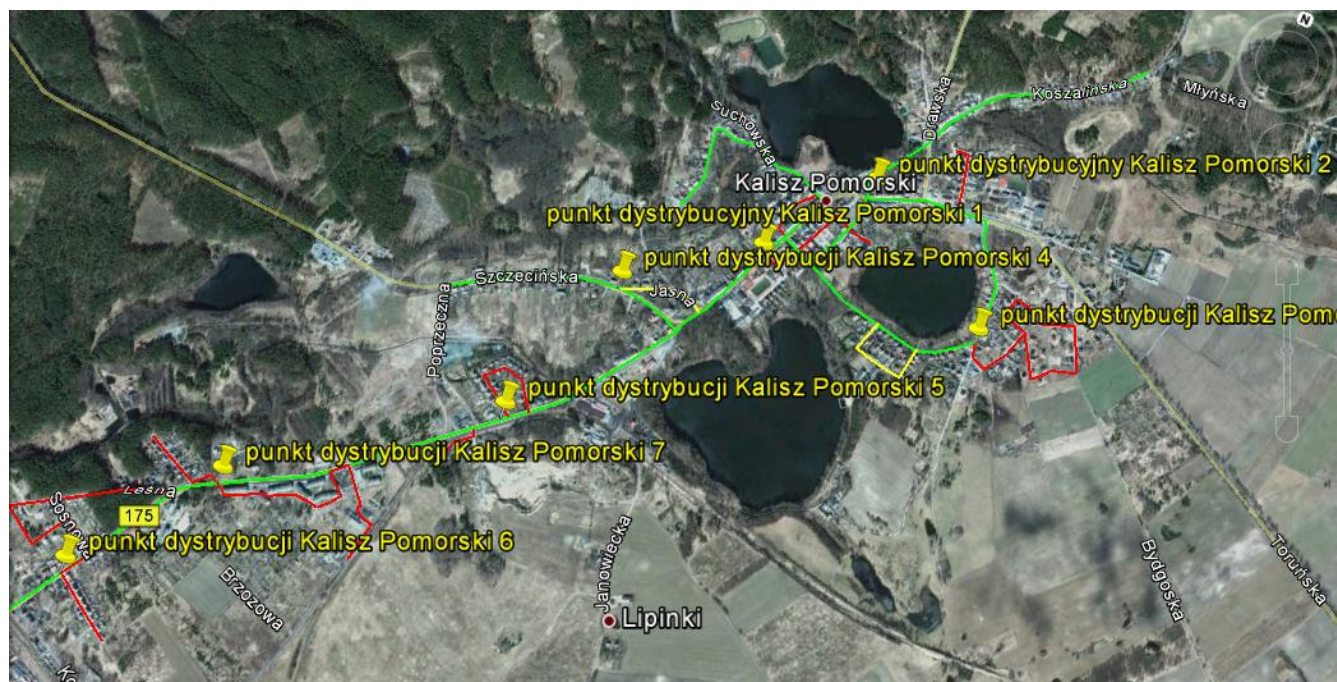 N
Koszalińska
Młyńska
Suchowska
Drawska
punkt dystrybucyjny Kalisz Pomorski 2
Kalisz Pomorski
punkt dystrybucyjny Kalisz Pomorski 1
punkt dystrybucji Kalisz Pomorski 4
Szczecińska
Jasna
punkt dystrybucji Kalisz Pomo
Poprzeczna
punkt dystrybucji Kalisz Pomorski 5
punkt dystrybucji Kalisz Pomorski 7
Leśna
175
Sosnowa
punkt dystrybucji Kalisz Pomorski 6
Brzozowa
Janowiecka
Bydgoska
Toruńska
Lipinki